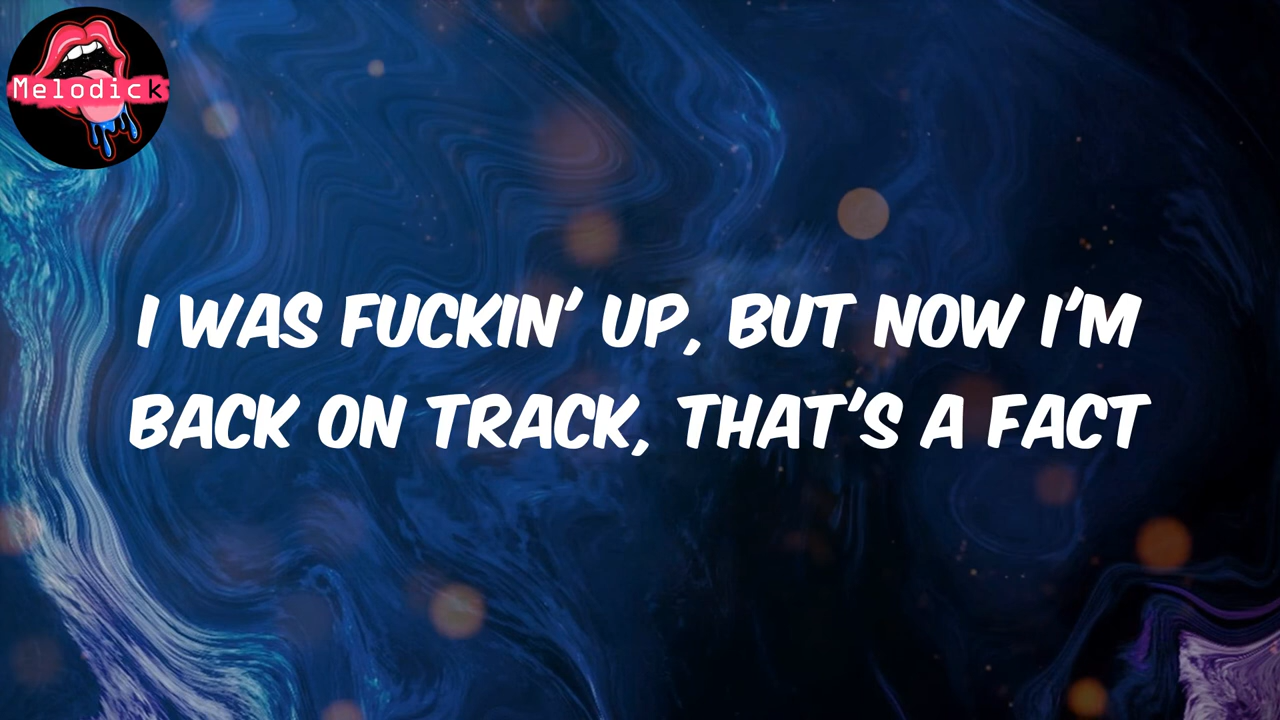 Melodick
I WAS FUCKIN' UP, BUT NOW I'M
BACK ON TRACK, THAT'S A FACT